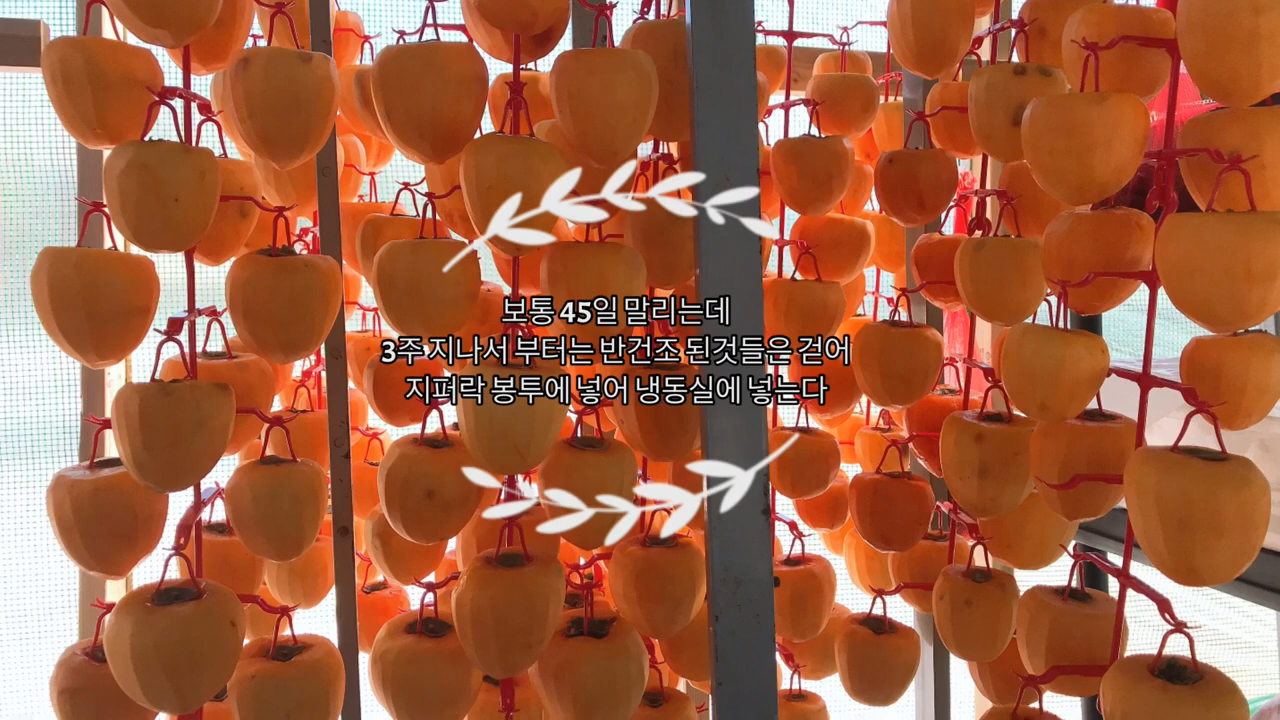 보통 45일 말리는데
3주 지나서 부터는 반건조 된것들은 걷어
지퍼락 봉투에 넣어 냉동실에 넣는다